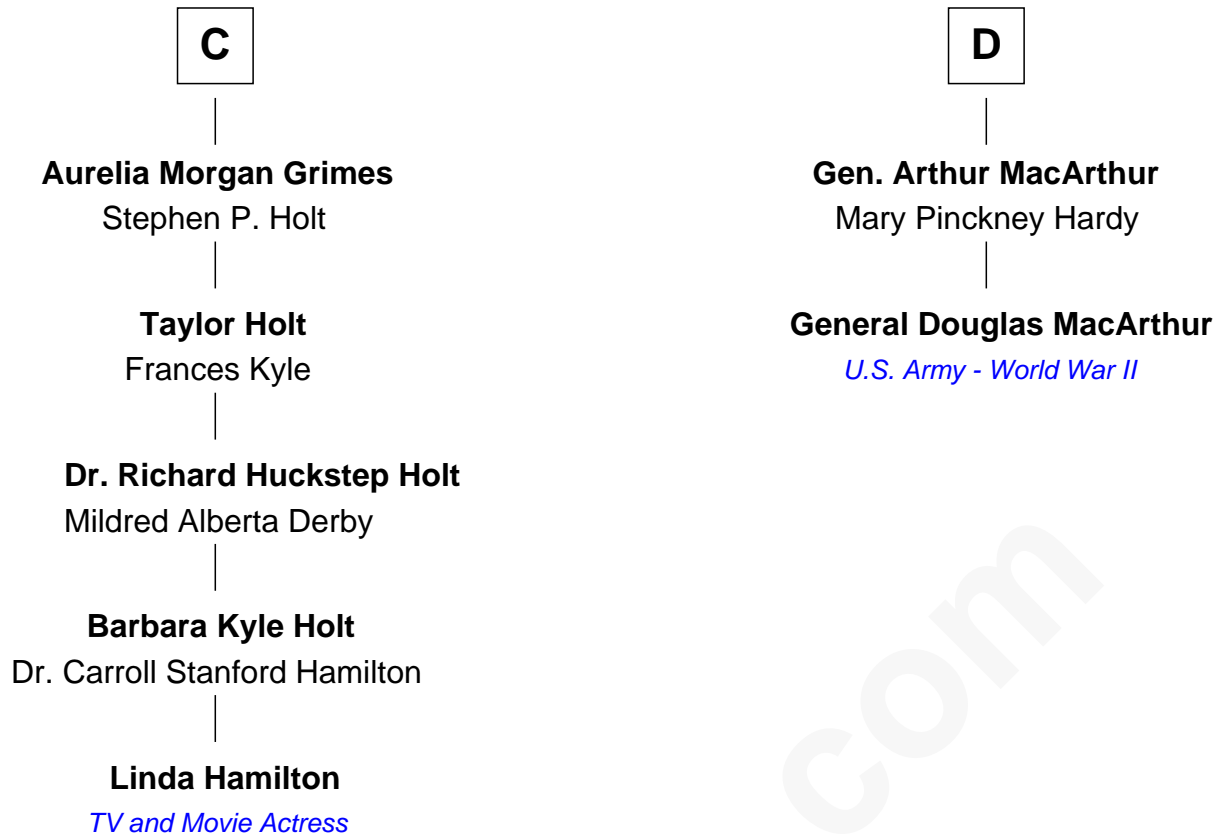 C
Aurelia Morgan Grimes
Stephen P. Holt
Taylor Holt
Frances Kyle
Dr. Richard Huckstep Holt
Mildred Alberta Derby
Barbara Kyle Holt
Dr. Carroll Stanford Hamilton
Linda Hamilton
TV and Movie Actress
D
Gen. Arthur MacArthur
Mary Pinckney Hardy
General Douglas MacArthur
U.S. Army - World War II
com